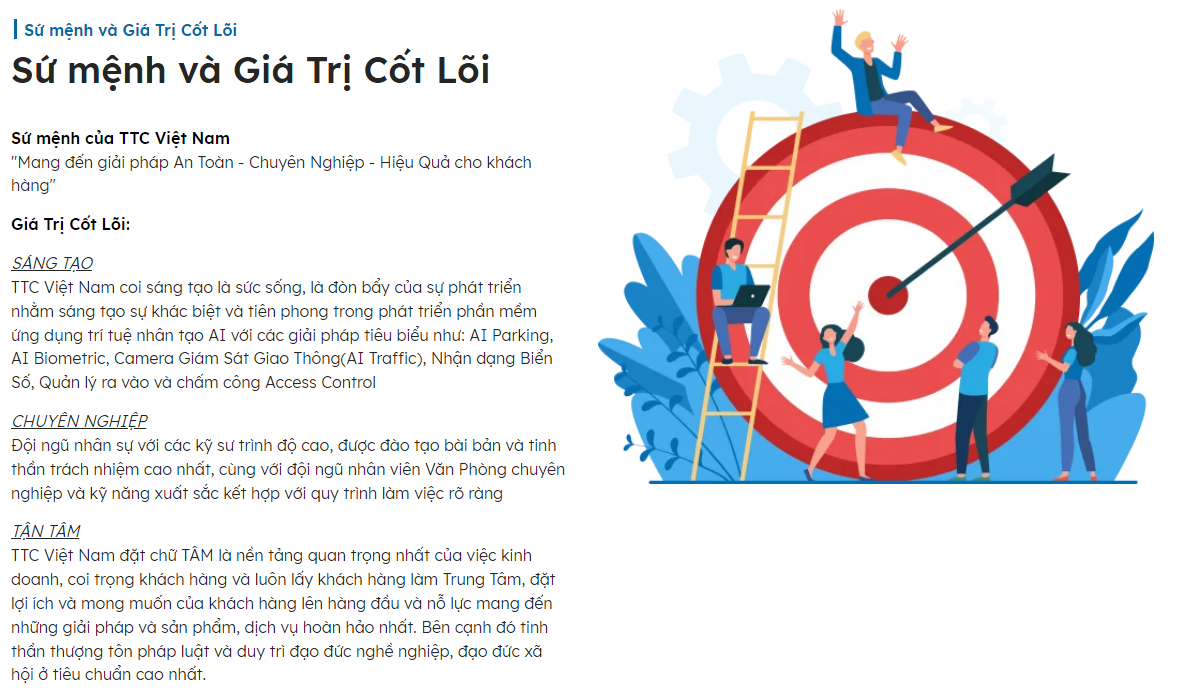 Sứ mệnh và Giá Trị Cốt Lõi
Sứ mệnh và Giá Trị Cốt Lõi
Sứ mệnh của TTC Việt Nam
"Mang đến giải pháp An Toàn - Chuyên Nghiệp - Hiệu Quả cho khách
hàng"
Giá Trị Cốt Lõi:
SÁNG TẠO
TTC Việt Nam coi sáng tạo là sức sống, là đòn bẩy của sự phát triển
nhằm sáng tạo sự khác biệt và tiên phong trong phát triển phần mềm
ứng dụng trí tuệ nhân tạo AI với các giải pháp tiêu biểu như: AI Parking,
AI Biometric, Camera Giám Sát Giao Thông(AI Traffic), Nhận dạng Biển
Số, Quản lý ra vào và chấm công Access Control
CHUYÊN NGHIỆP
Đội ngũ nhân sự với các kỹ sư trình độ cao, được đào tạo bài bản và tinh
thần trách nhiệm cao nhất, cùng với đội ngũ nhân viên Văn Phòng chuyên
nghiệp và kỹ năng xuất sắc kết hợp với quy trình làm việc rõ ràng
TẬN TÂM
TTC Việt Nam đặt chữ TÂM là nền tảng quan trọng nhất của việc kinh
doanh, coi trọng khách hàng và luôn lấy khách hàng làm Trung Tâm, đặt
lợi ích và mong muốn của khách hàng lên hàng đầu và nỗ lực mang đến
những giải pháp và sản phẩm, dịch vụ hoàn hảo nhất. Bên cạnh đó tinh
thần thượng tôn pháp luật và duy trì đạo đức nghề nghiệp, đạo đức xã
hội ở tiêu chuẩn cao nhất.